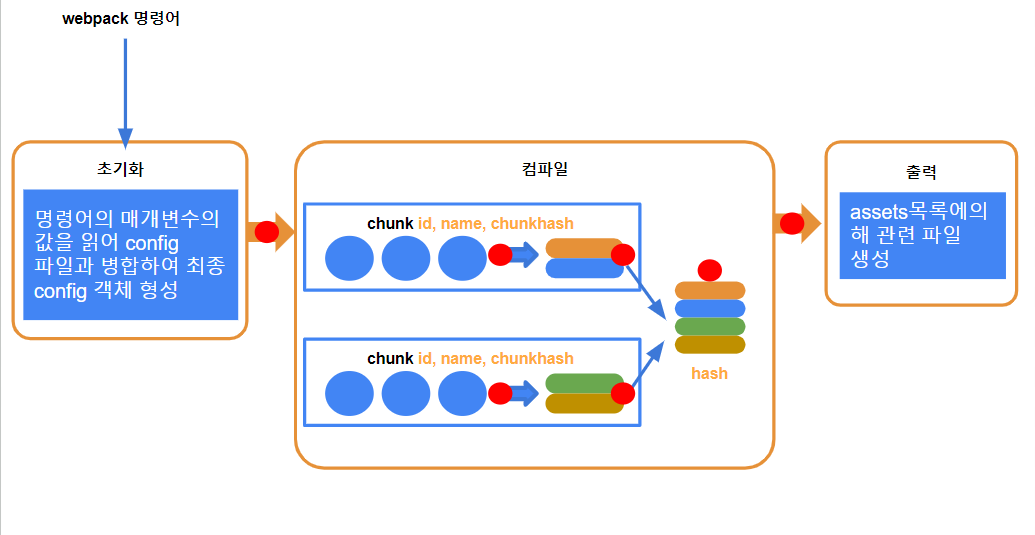 webpack 명령어
초기화
명령어의 매개변수의
값을 읽어 config
파일과 병합하여 최종
config 객체 형성
컴파일
chunk id, name, chunkhash
chunk id, name, chunkhash
hash
출력
assets목록에의
해 관련 파일
생성